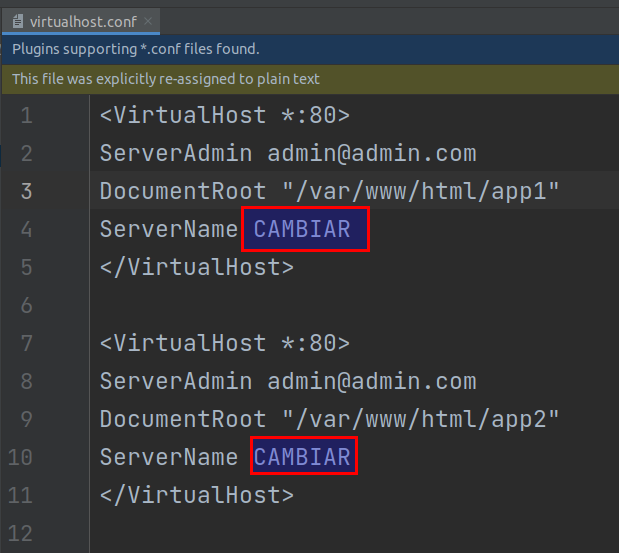 virtualhost.conf
Plugins supporting *.conf files found.
This file was explicitly re-assigned to plain text
1 <VirtualHost *:80>
2 ServerAdmin admin@admin.com
3 DocumentRoot "/var/www/html/app1"
4 ServerName CAMBIAR
5 </VirtualHost>
6
7 <VirtualHost *:80>
8 ServerAdmin admin@admin.com
9 DocumentRoot "/var/www/html/app2"
10 ServerName CAMBIAR
11 </VirtualHost>
12